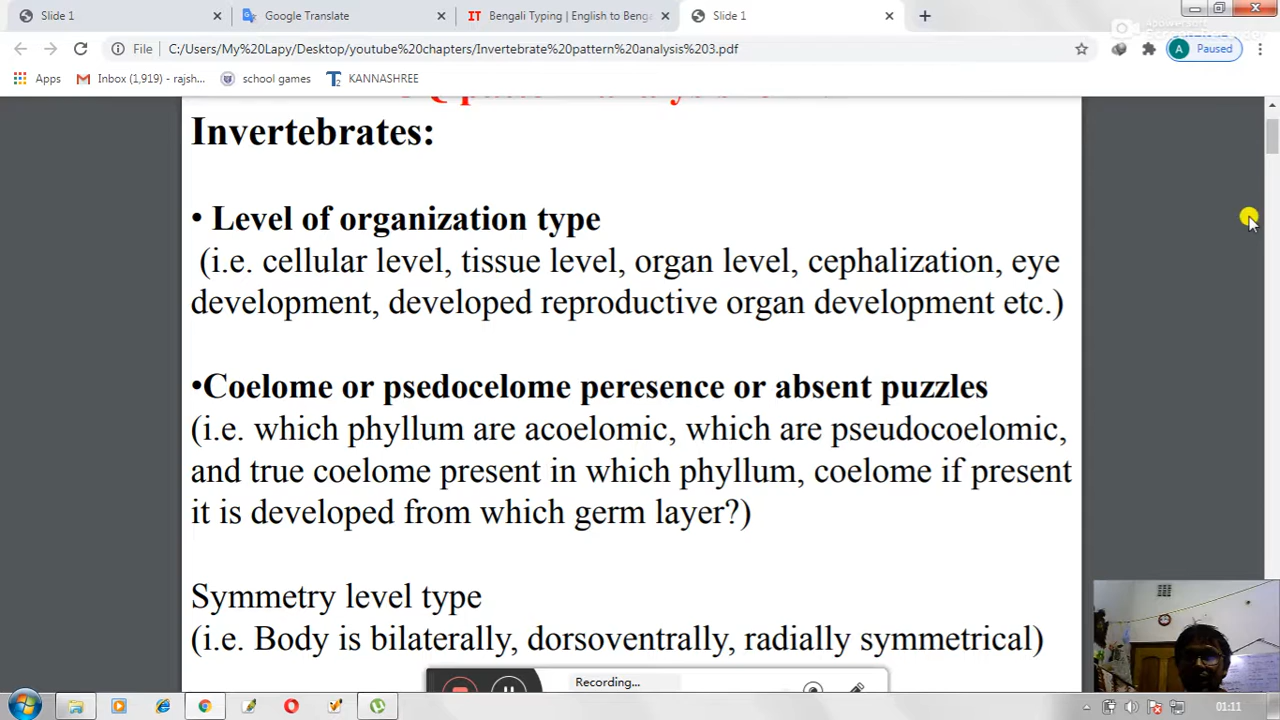 Slide 1
Google Translate
Bengali Typing | English to Beng
Slide 1
File
C:/Users/My%20Lapy/Desktop/youtube%20chapters/Invertebrate%20pattern%20analysis%203.pdf
A Paused
Apps
Inbox (1,919) - rajsh...
school games
KANNASHREE
Invertebrates:
• Level of organization type
(i.e. cellular level, tissue level, organ level, cephalization, eye
development, developed reproductive organ development etc.)
•Coelome or psedocelome peresence or absent puzzles
(i.e. which phyllum are acoelomic, which are pseudocoelomic,
and true coelome present in which phyllum, coelome if present
it is developed from which germ layer?)
Symmetry level type
(i.e. Body is bilaterally, dorsoventrally, radially symmetrical)
Recording...
01:11